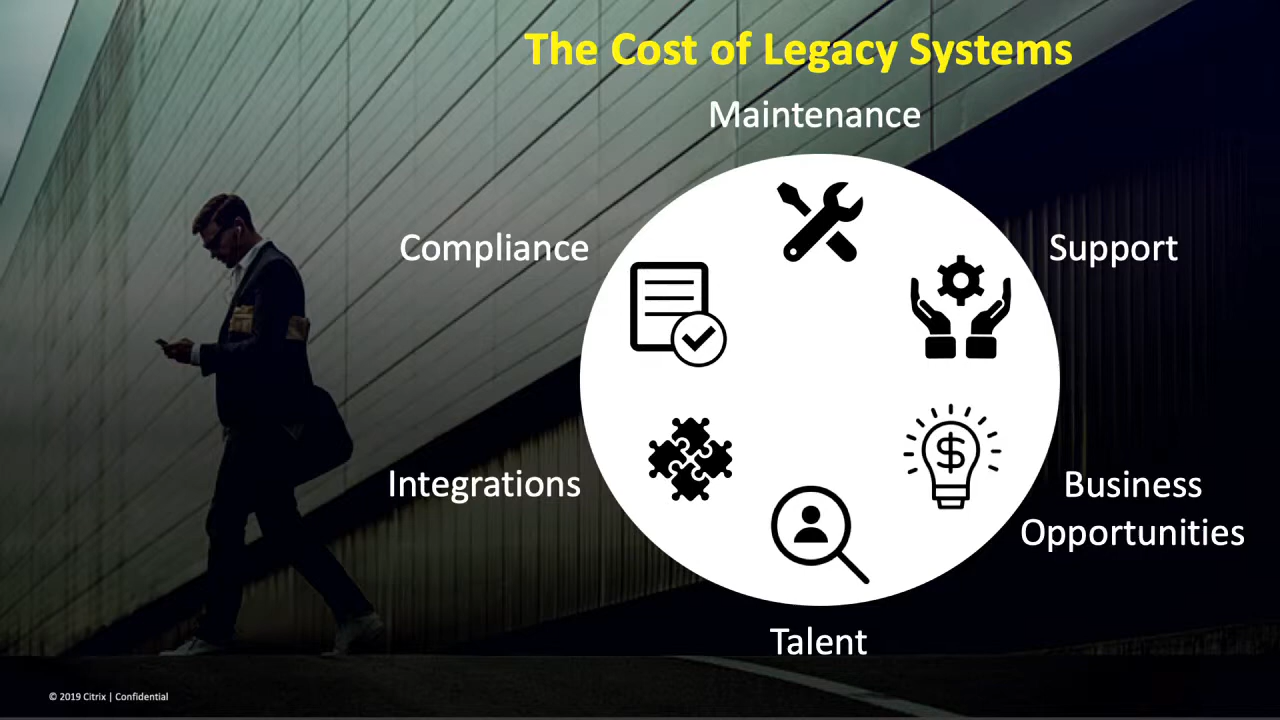 The Cost of Legacy Systems
Maintenance
Compliance
Support
$
Integrations
Business
Opportunities
Talent
© 2019 Citrix | Confidential